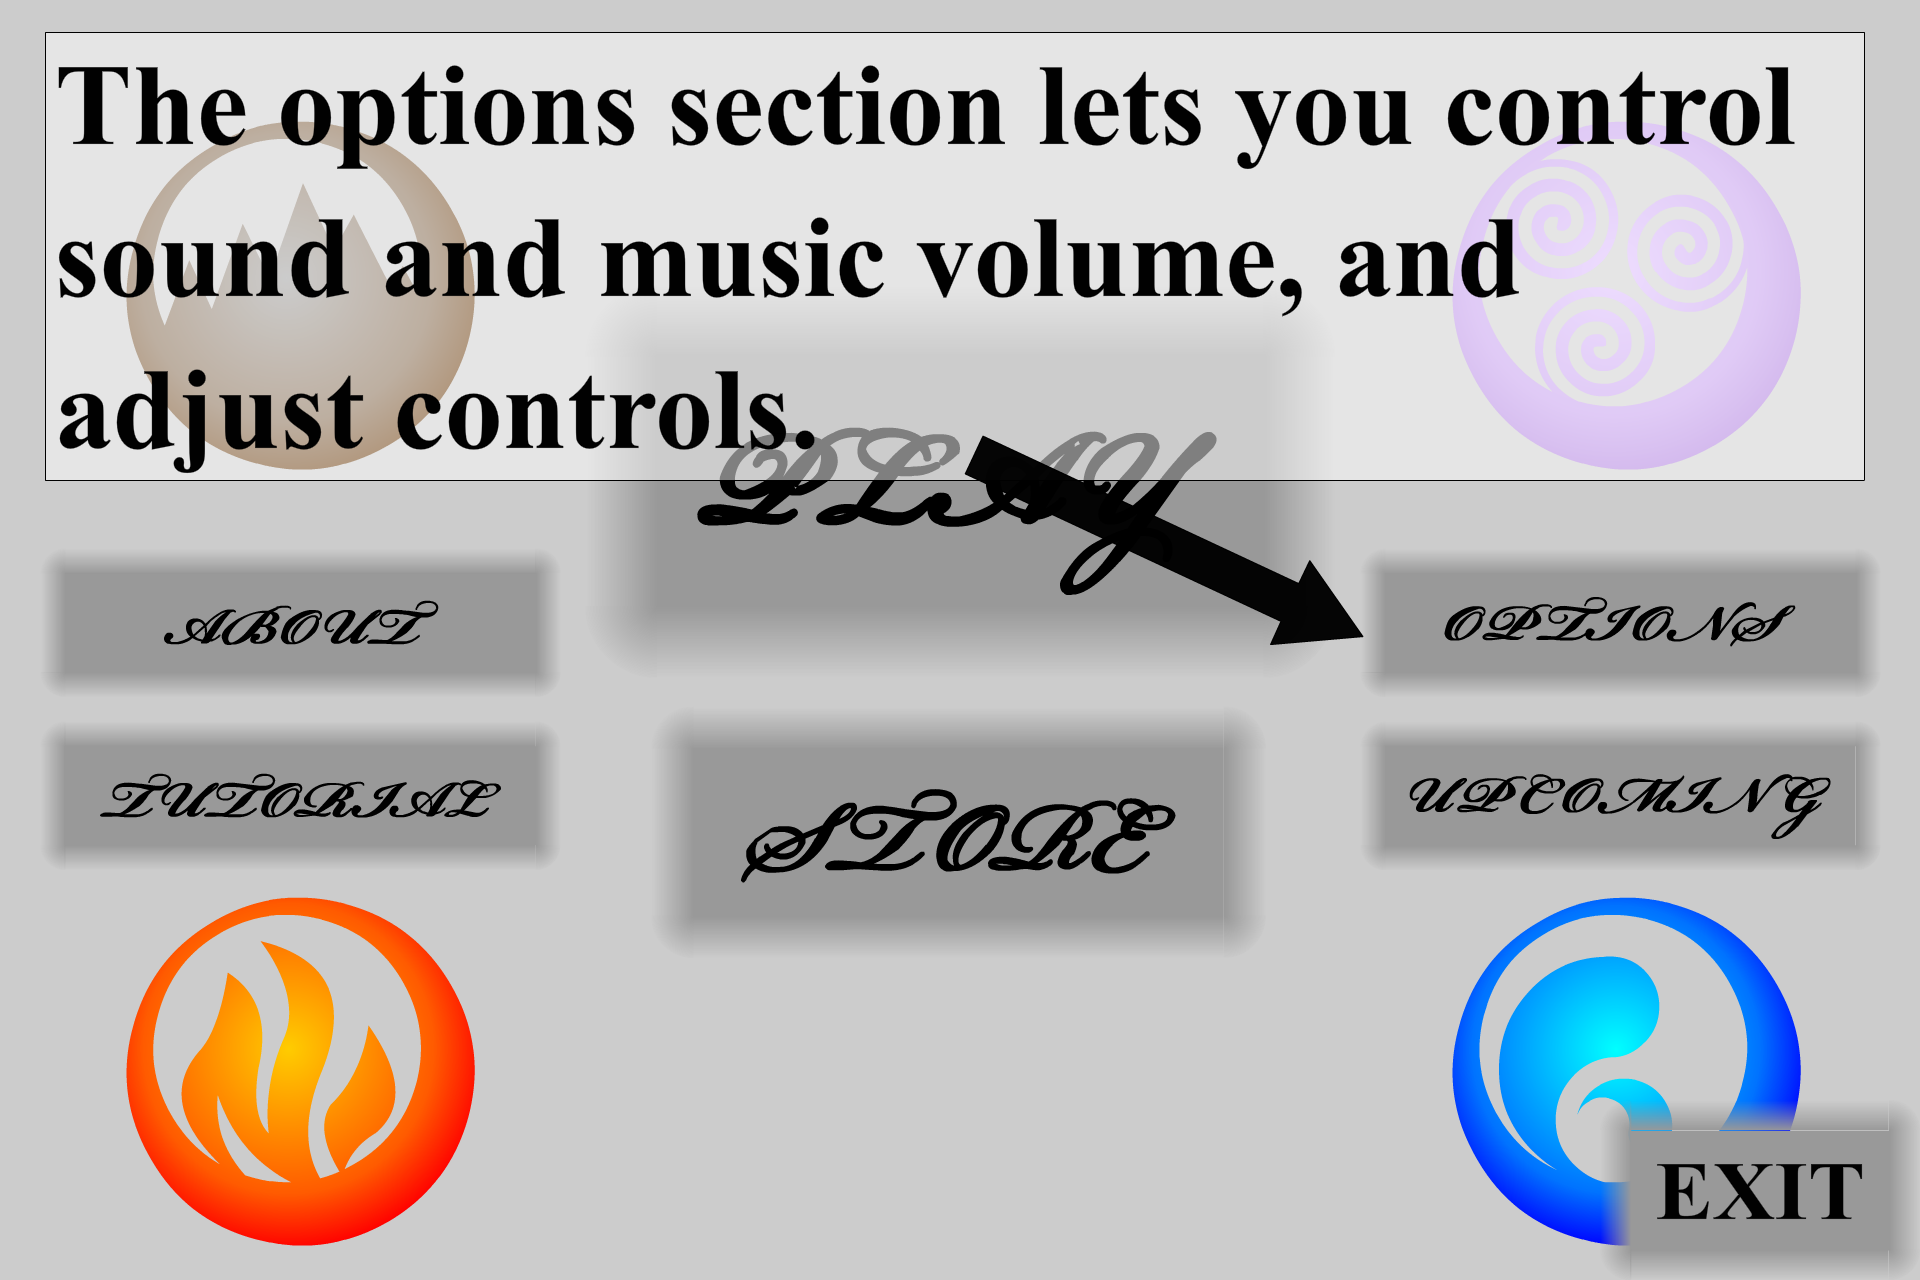 The options section lets you control
sound and music volume, and
adjust controls.
PLAY
ABOUT
OPTIONS
TUTORIAL
STORE
UPCOMING
EXIT